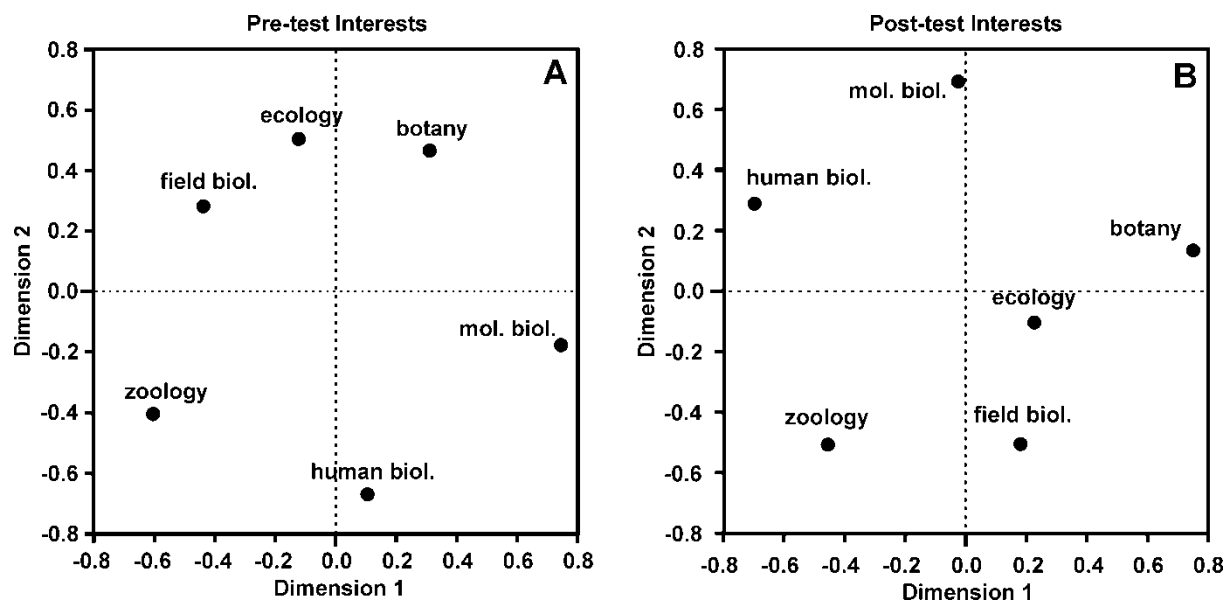 Pre-test Interests
A
0.8
0.6
0.4
0.2
0.0
-0.2
-0.4
-0.6
-0.8
Dimension 2
ecology
botany
field biol.
mol. biol.
zoology
human biol.
-0.8 -0.6 -0.4 -0.2 0.0 0.2 0.4 0.6 0.8
Dimension 1
Post-test Interests
B
0.8
0.6
0.4
0.2
0.0
-0.2
-0.4
-0.6
-0.8
Dimension 2
mol. biol.
human biol.
botany
ecology
zoology
field biol.
-0.8 -0.6 -0.4 -0.2 0.0 0.2 0.4 0.6 0.8
Dimension 1